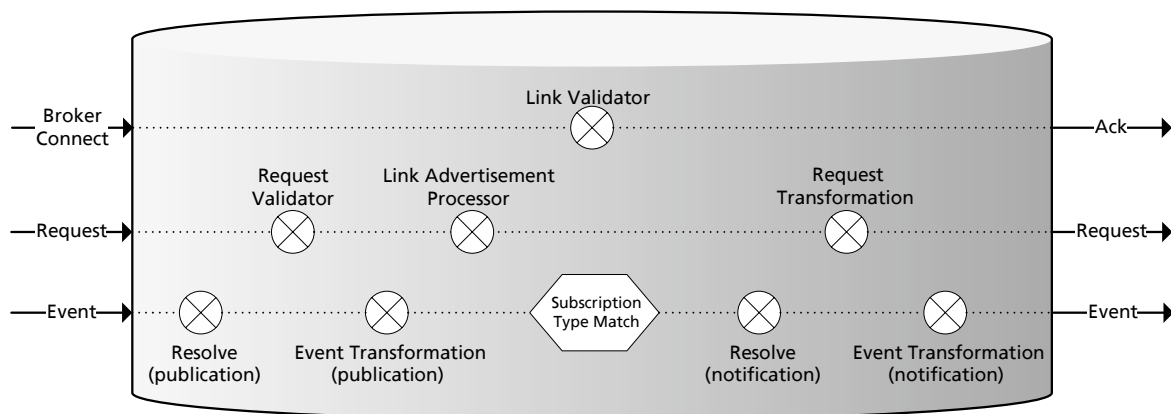 Link Validator
Broker
Connect
Ack
Request
Validator
Link Advertisement
Processor
Request
Transformation
Request
Request
Event
Subscription
Type Match
Event
Resolve
(publication)
Event Transformation
(publication)
Resolve
(notification)
Event Transformation
(notification)